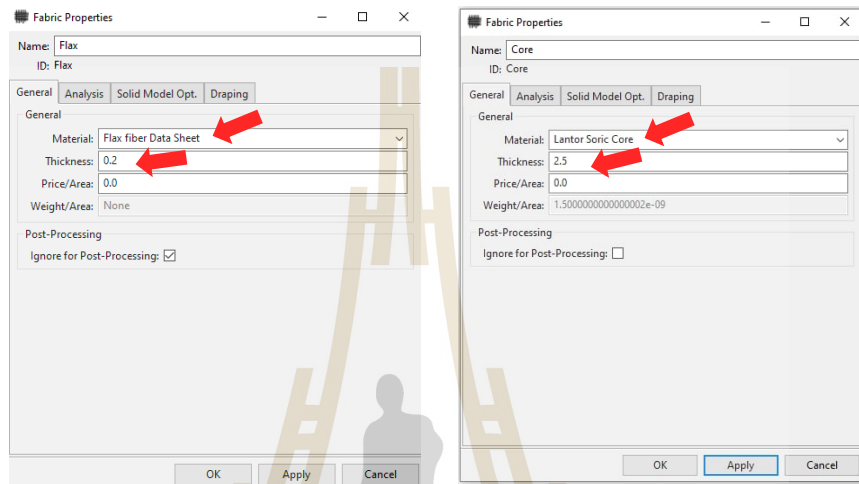 Fabric Properties
Name: Flax
ID: Flax
General Analysis Solid Model Opt. Draping
General
Material: Flax fiber Data Sheet
Thickness: 0.2
Price/Area: 0.0
Weight/Area: None
Post-Processing
Ignore for Post-Processing:
OK Apply Cancel
Fabric Properties
Name: Core
ID: Core
General Analysis Solid Model Opt. Draping
General
Material: Lantor Soric Core
Thickness: 2.5
Price/Area: 0.0
Weight/Area: 1.5000000000000002e-09
Post-Processing
Ignore for Post-Processing:
OK Apply Cancel